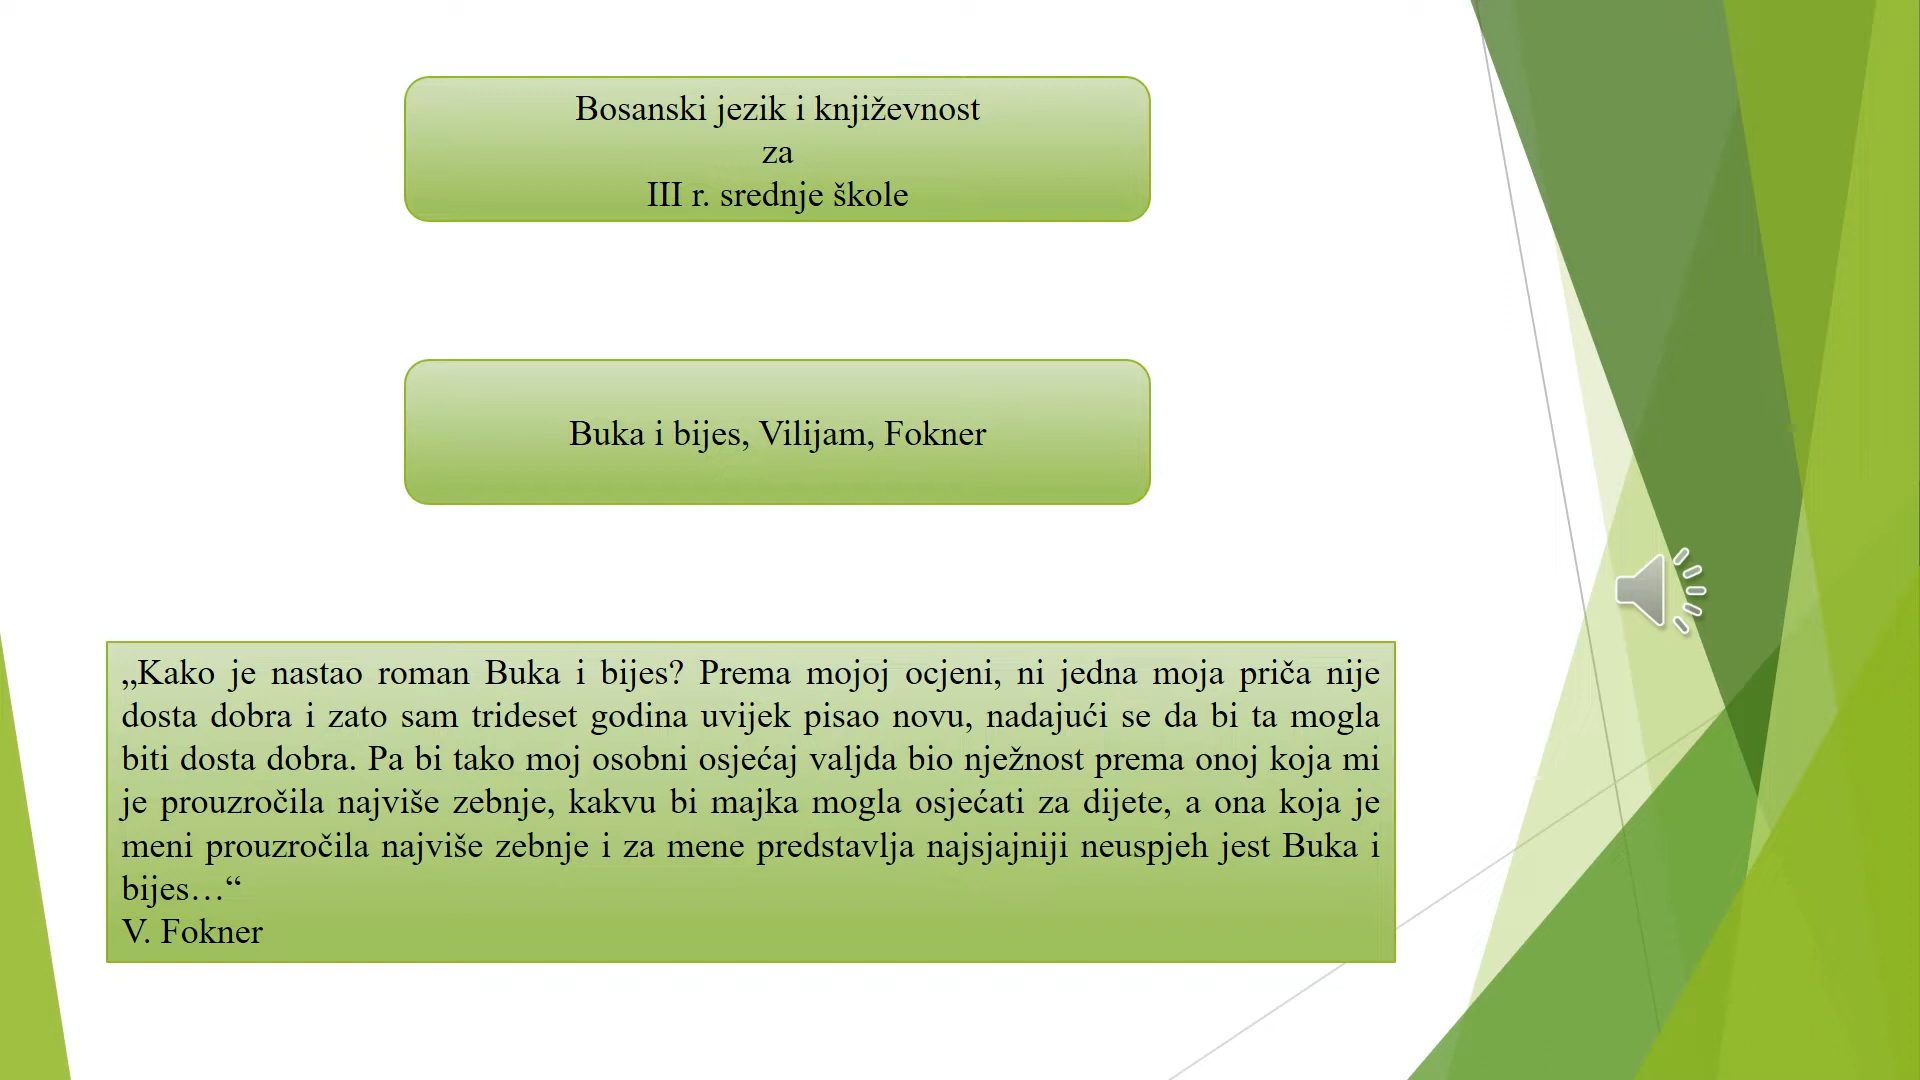 Bosanski jezik i književnost
za
III r. srednje škole
Buka i bijes, Vilijam, Fokner
„Kako je nastao roman Buka i bijes? Prema mojoj ocjeni, ni jedna moja priča nije
dosta dobra i zato sam trideset godina uvijek pisao novu, nadajući se da bi ta mogla
biti dosta dobra. Pa bi tako moj osobni osjećaj valjda bio nježnost prema onoj koja mi
je prouzročila najviše zebnje, kakvu bi majka mogla osjećati za dijete, a ona koja je
meni prouzročila najviše zebnje i za mene predstavlja najsjajniji neuspjeh jest Buka i
bijes…“
V. Fokner